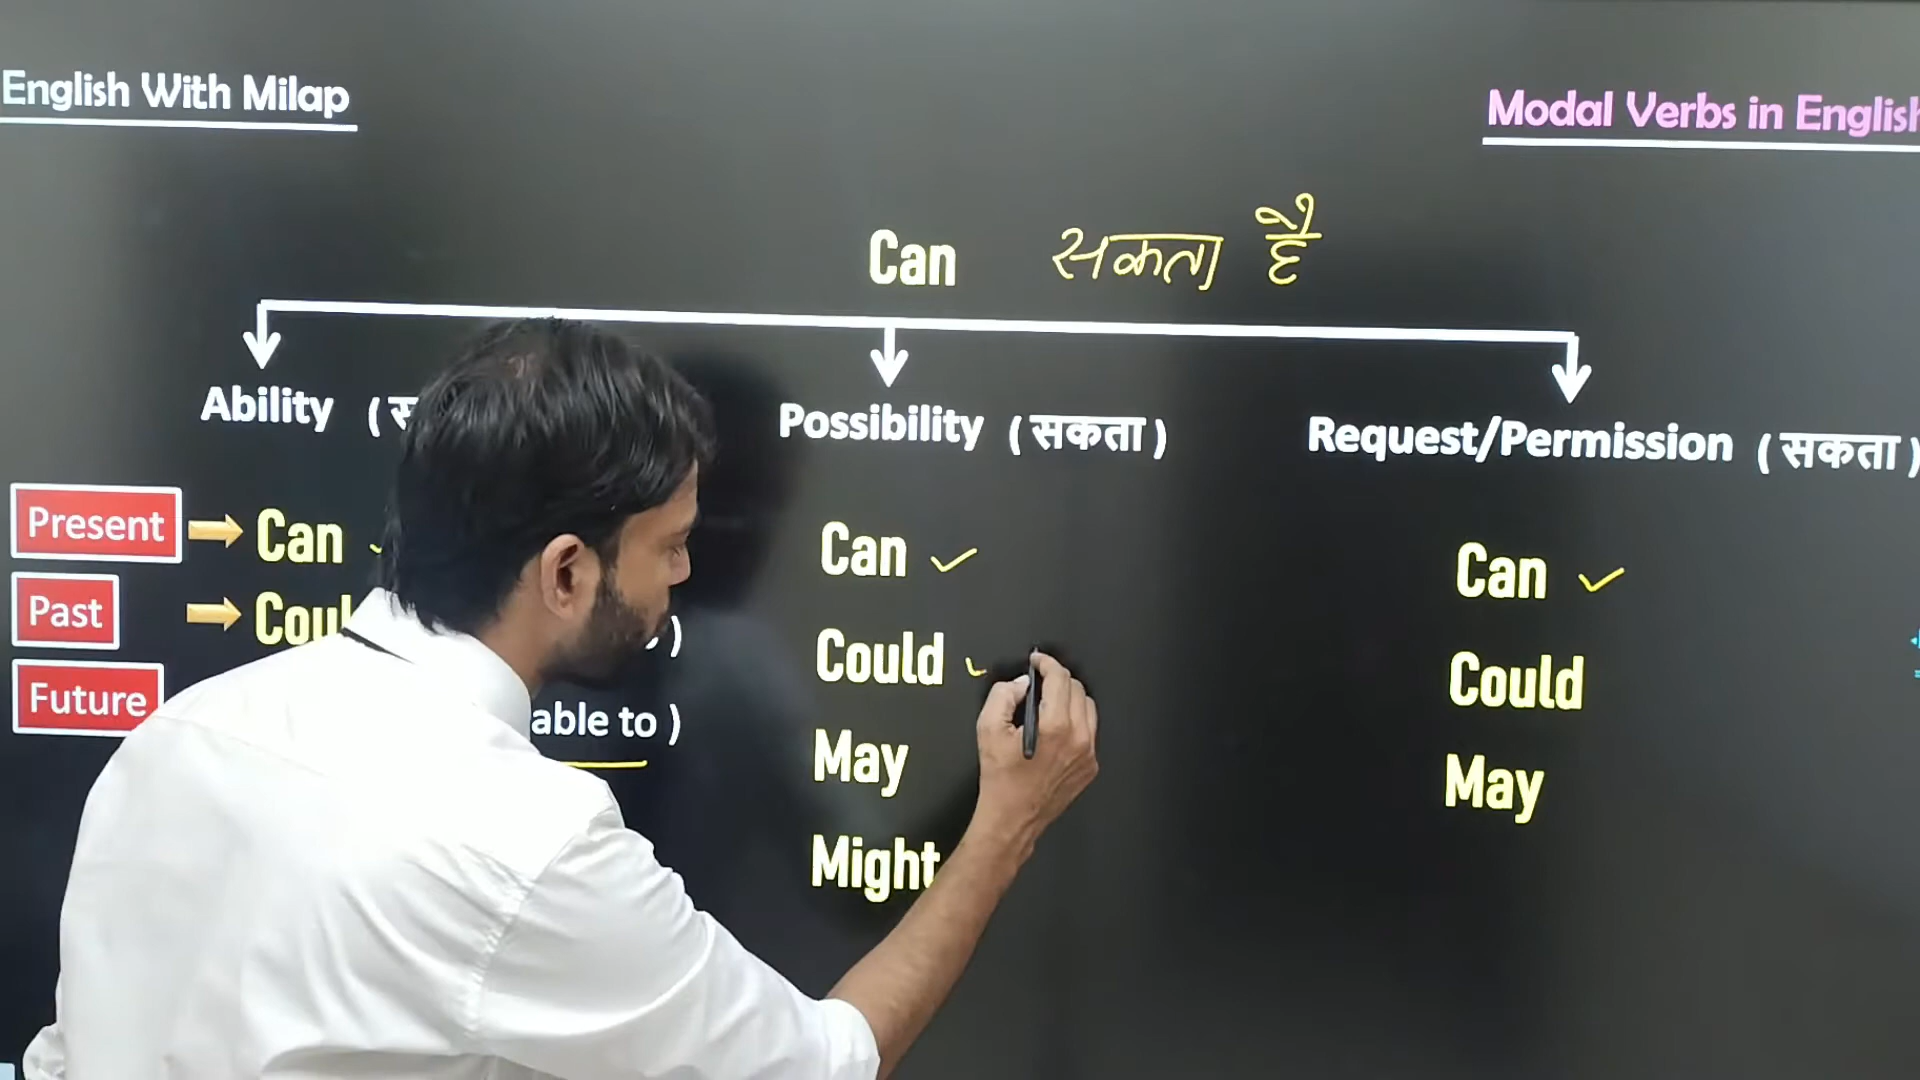 English With Milap
Modal Verbs in English
Can सकता है
Ability
Possibility (सकता)
Request/Permission (सकता)
Present Can
Past
Future
able to )
Can
Could
May
Might
Can
Could
May